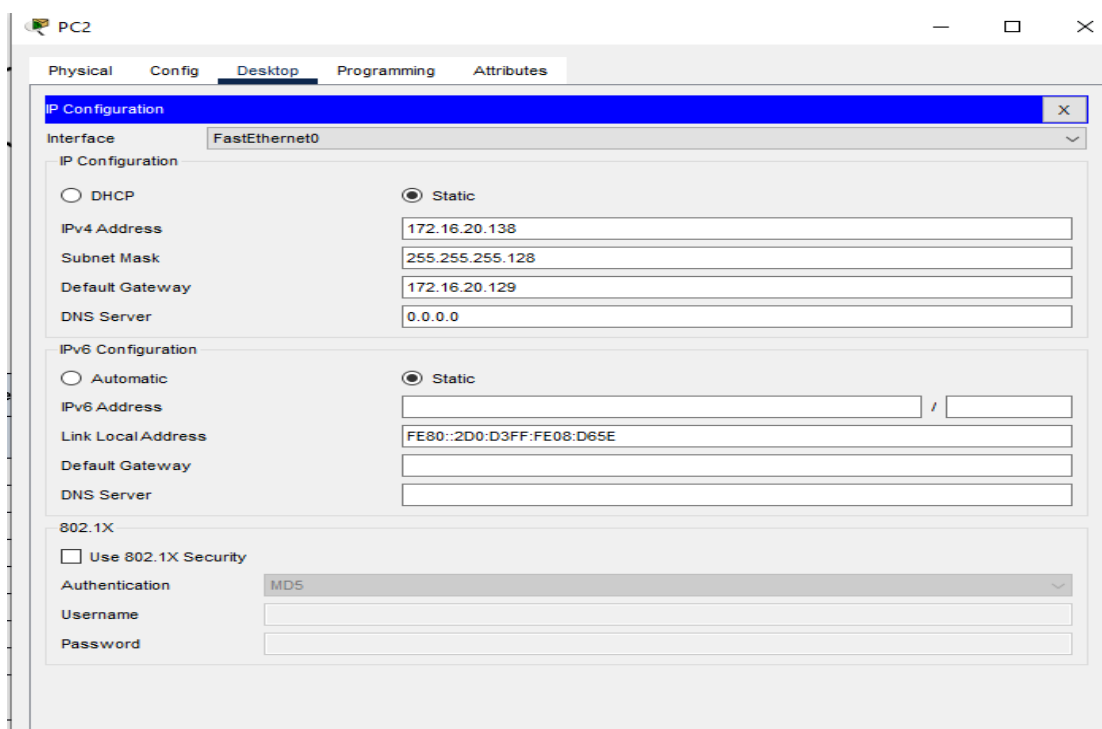 PC2
Physical Config Desktop Programming Attributes
IP Configuration X
Interface FastEthernet0
IP Configuration
DHCP Static
IPv4 Address 172.16.20.138
Subnet Mask 255.255.255.128
Default Gateway 172.16.20.129
DNS Server 0.0.0.0
IPv6 Configuration
Automatic Static
IPv6 Address /
Link Local Address FE80::2D0:D3FF:FE08:D65E
Default Gateway
DNS Server
802.1X
Use 802.1X Security
Authentication MD5
Username
Password